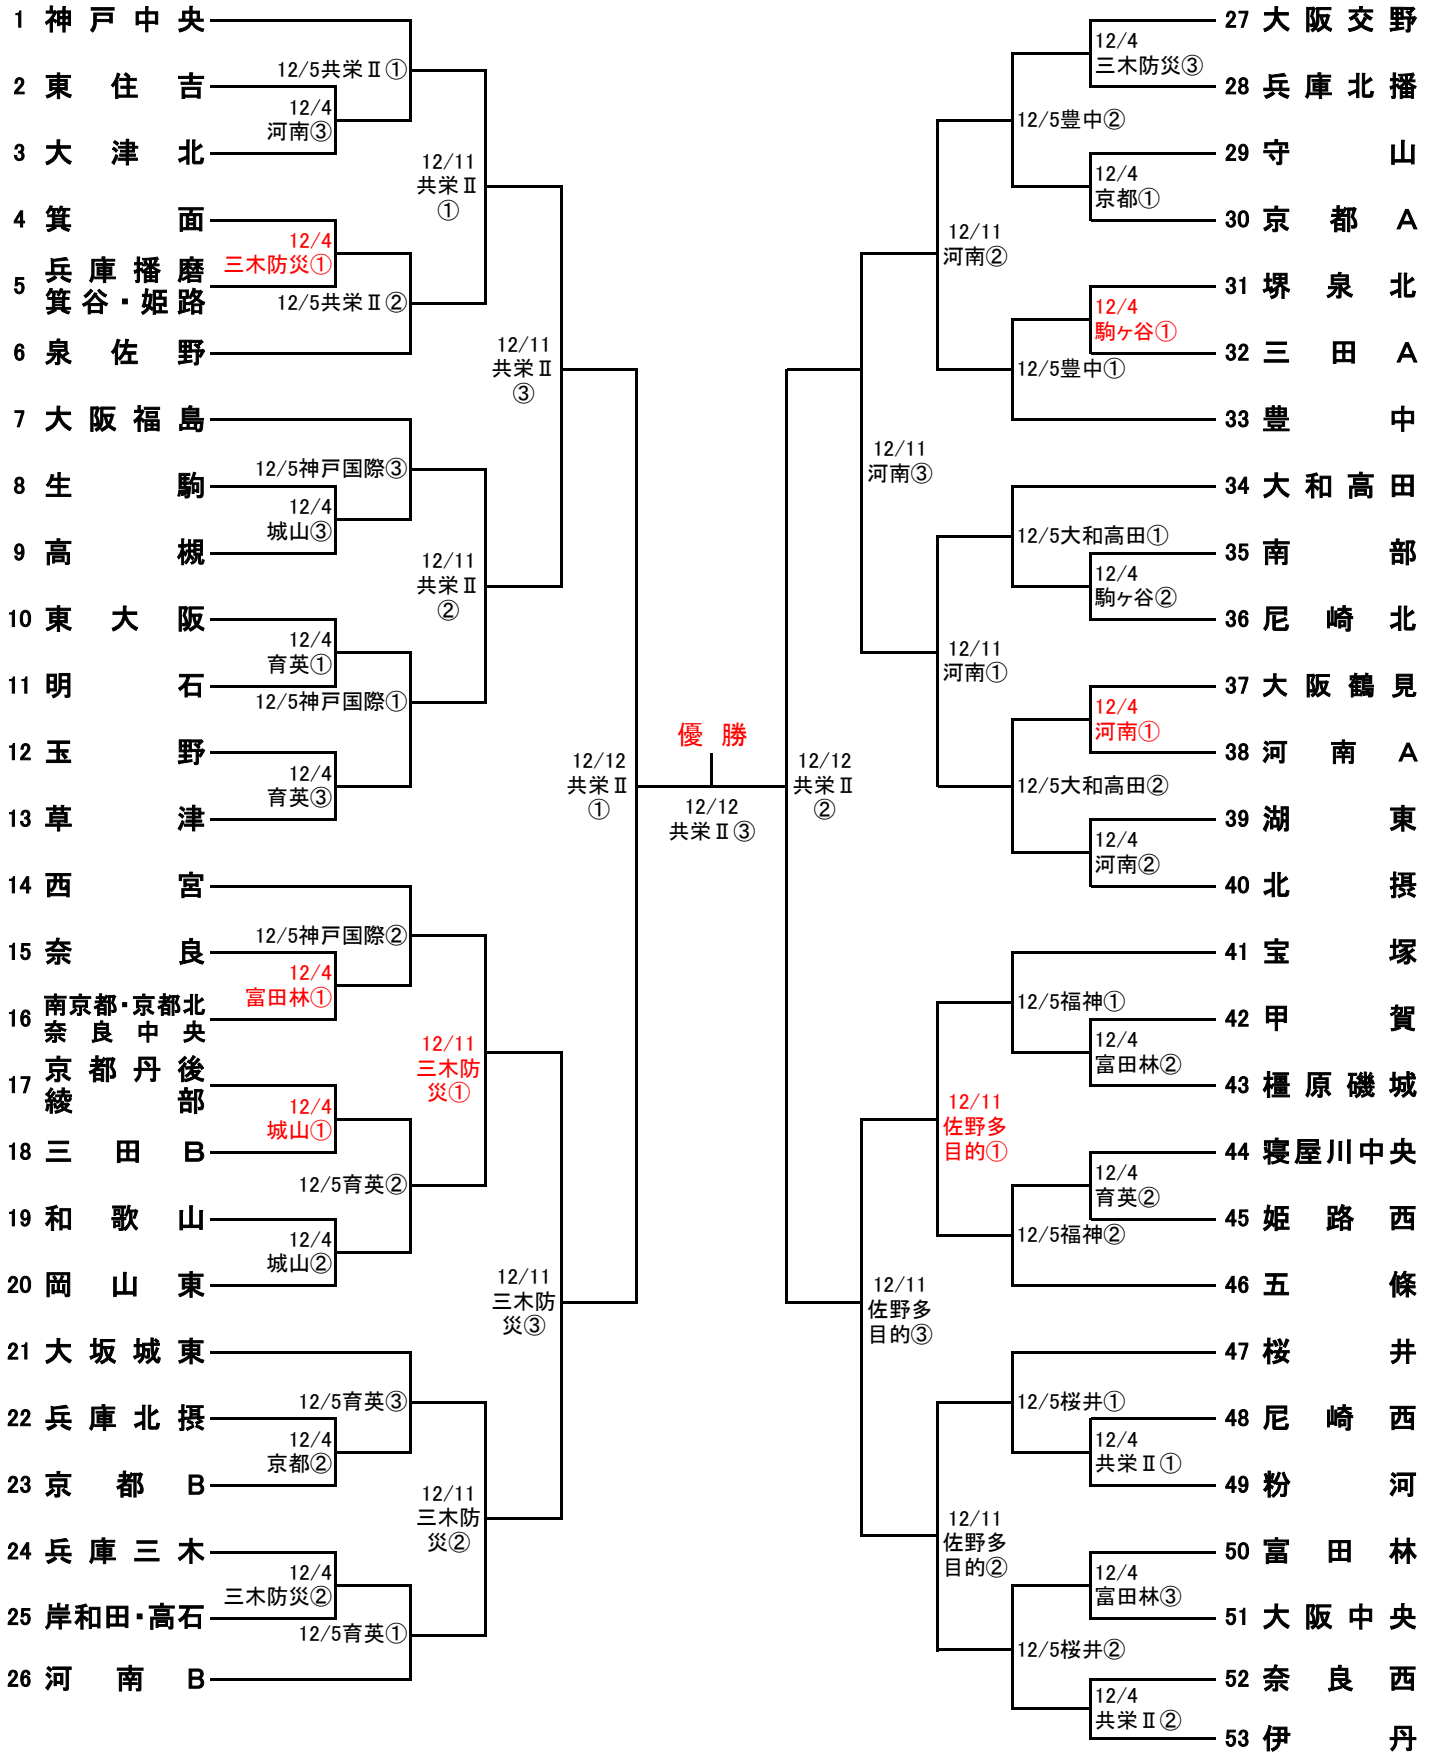 1 神戸中央
12/5共栄Ⅱ①
2 東住吉
12/4
河南③
3 大津北
12/11
共栄Ⅱ
①
4 箕面
12/4
三木防災①
5 兵庫播磨
箕谷・姫路
12/5共栄Ⅱ②
6 泉佐野
12/11
共栄Ⅱ
③
7 大阪福島
12/5神戸国際③
8 生駒
12/4
城山③
9 高槻
12/11
共栄Ⅱ
②
10 東大阪
12/4
育英①
11 明石
12/5神戸国際①
12 玉野
12/4
育英③
13 草津
12/12
共栄Ⅱ
①
14 西宮
12/5神戸国際②
15 奈良
12/4
富田林①
16 南京都・京都北
奈良中央
12/11
三木防
災①
17 京都丹後
綾部
12/4
城山①
18 三田B
12/5育英②
19 和歌山
12/4
城山②
20 岡山東
12/11
三木防
災③
21 大坂城東
12/5育英③
22 兵庫北摂
12/4
京都②
23 京都B
12/11
三木防
災②
24 兵庫三木
12/4
三木防災②
25 岸和田・高石
12/5育英①
26 河南B
優勝
12/12
共栄Ⅱ③
27 大阪交野
12/4
三木防災③
28 兵庫北播
12/5豊中②
29 守山
12/4
京都①
30 京都A
12/11
河南②
31 堺泉北
12/4
駒ヶ谷①
32 三田A
12/5豊中①
33 豊中
12/11
河南③
34 大和高田
12/5大和高田①
35 南部
12/4
駒ヶ谷②
36 尼崎北
12/11
河南①
37 大阪鶴見
12/4
河南①
38 河南A
12/5大和高田②
39 湖東
12/4
河南②
40 北摂
12/12
共栄Ⅱ
②
41 宝塚
12/5福神①
42 甲賀
12/4
富田林②
43 橿原磯城
12/11
佐野多
目的①
44 寝屋川中央
12/4
育英②
45 姫路西
12/5福神②
46 五條
12/11
佐野多
目的③
47 桜井
12/5桜井①
48 尼崎西
12/4
共栄Ⅱ①
49 粉河
12/11
佐野多
目的②
50 富田林
12/4
富田林③
51 大阪中央
12/5桜井②
52 奈良西
12/4
共栄Ⅱ②
53 伊丹